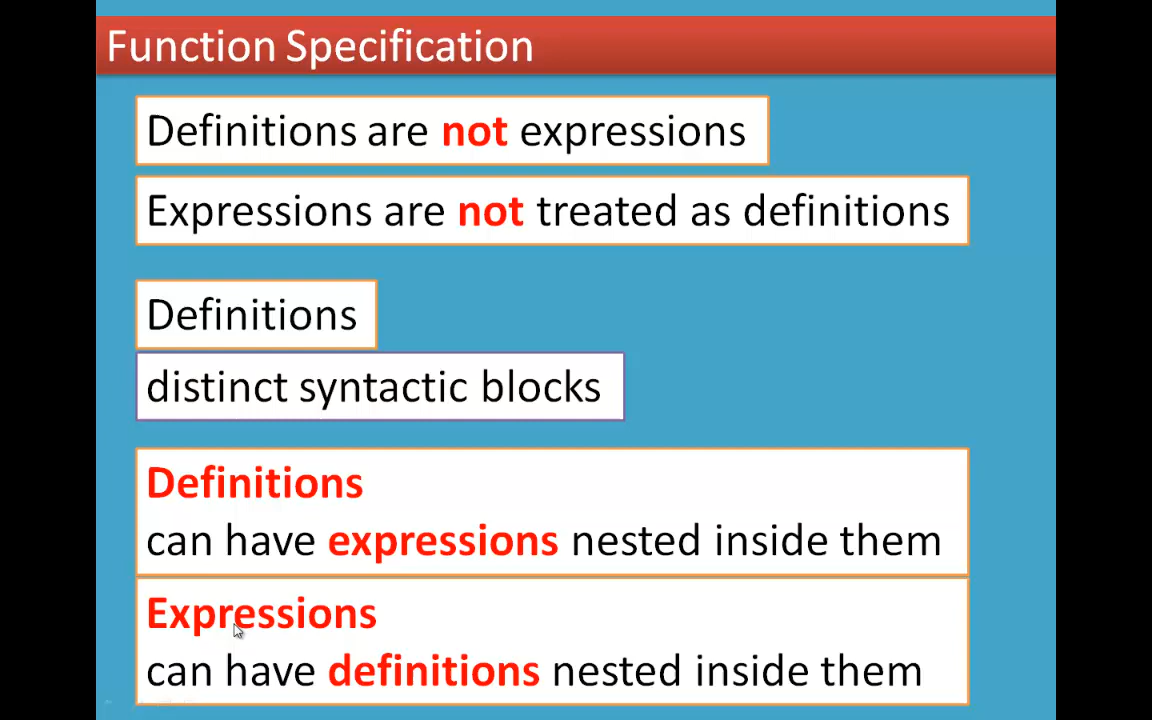 Function Specification
Definitions are not expressions
Expressions are not treated as definitions
Definitions
distinct syntactic blocks
Definitions
can have expressions nested inside them
Expressions
can have definitions nested inside them